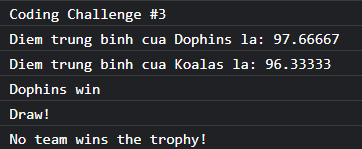 Coding Challenge #3
Diem trung binh cua Dophins la: 97.66667
Diem trung binh cua Koalas la: 96.33333
Dophins win
Draw!
No team wins the trophy!